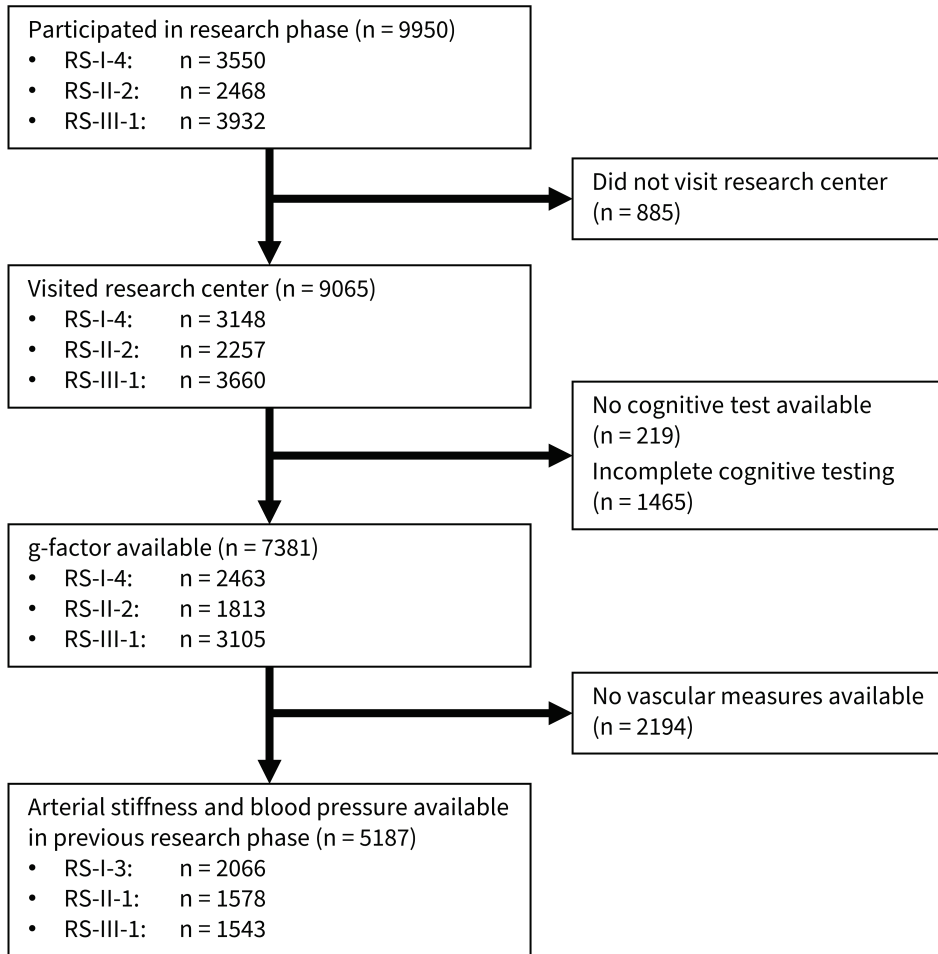 Participated in research phase (n = 9950)
• RS-I-4: n = 3550
• RS-II-2: n = 2468
• RS-III-1: n = 3932
Did not visit research center
(n = 885)
Visited research center (n = 9065)
• RS-I-4: n = 3148
• RS-II-2: n = 2257
• RS-III-1: n = 3660
No cognitive test available
(n = 219)
Incomplete cognitive testing
(n = 1465)
g-factor available (n = 7381)
• RS-I-4: n = 2463
• RS-II-2: n = 1813
• RS-III-1: n = 3105
No vascular measures available
(n = 2194)
Arterial stiffness and blood pressure available
in previous research phase (n = 5187)
• RS-I-3: n = 2066
• RS-II-1: n = 1578
• RS-III-1: n = 1543